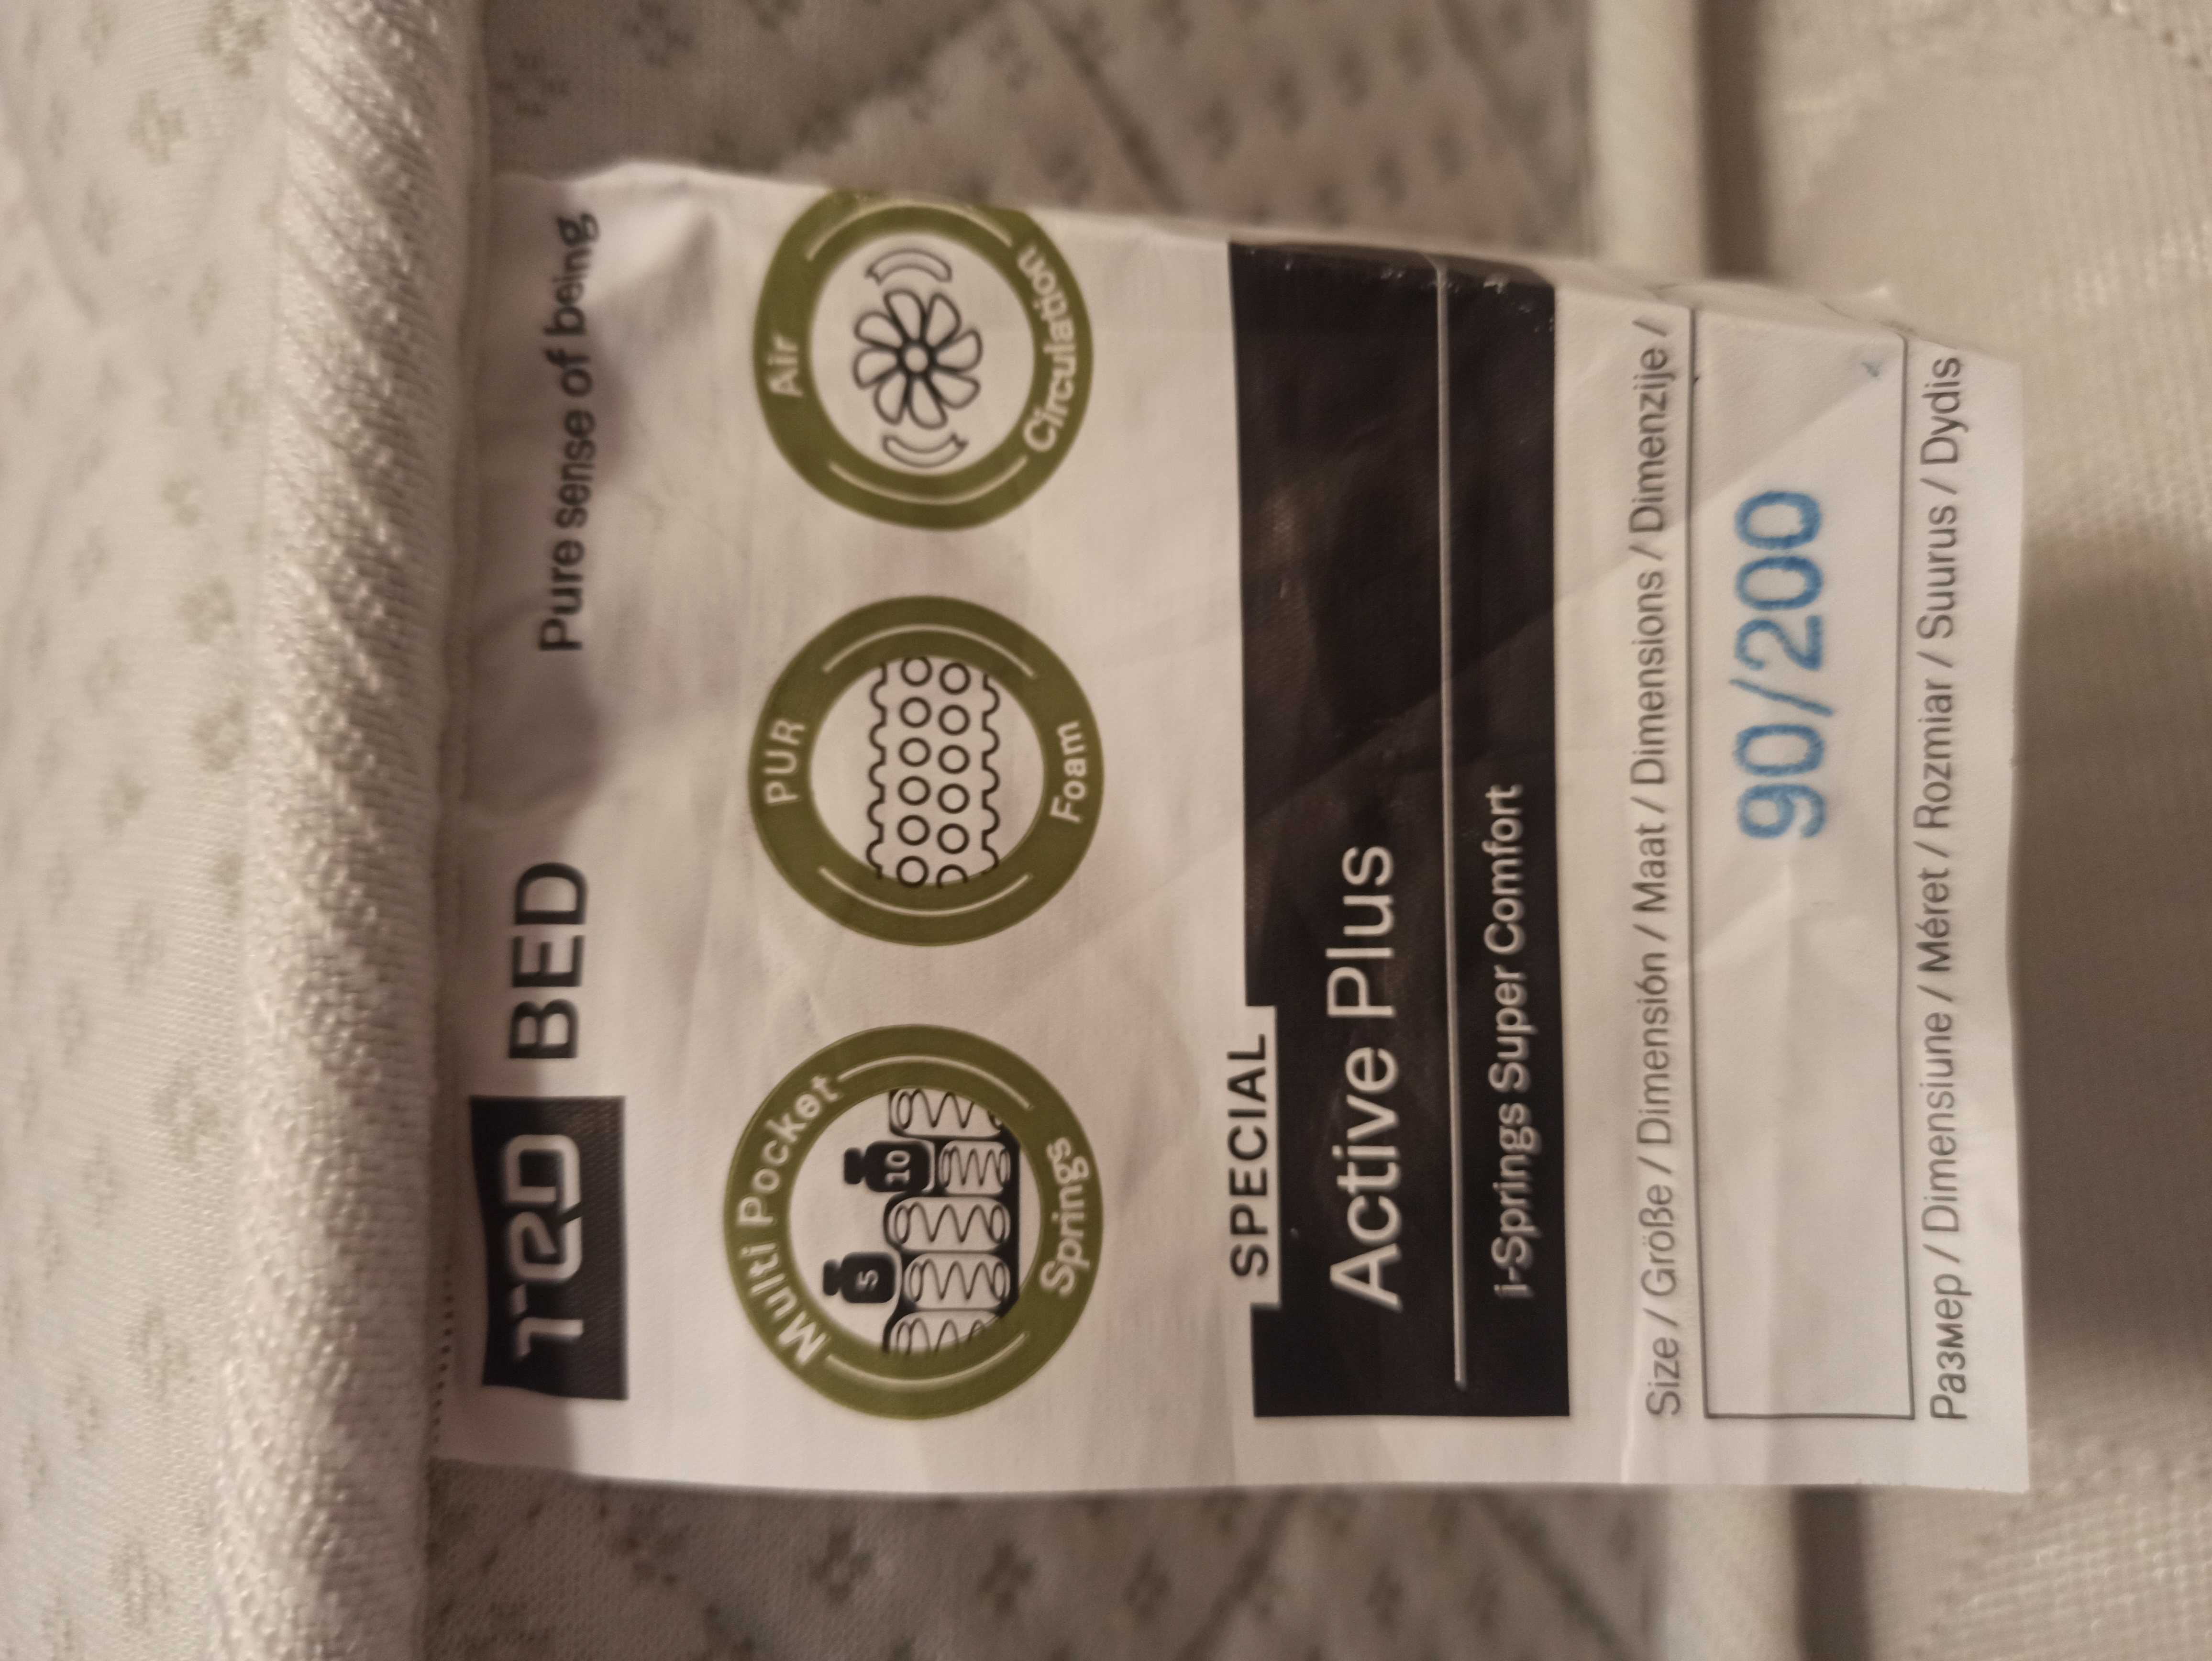 TED BED
Pure sense of being
Multi Pocket Springs
5 10
PUR Foam
Air Circulation
SPECIAL
Active Plus
i-Springs Super Comfort
Size / Größe / Dimensión / Maat / Dimensions / Dimenzije /
90/200
Размер / Dimensiune / Méret / Rozmiar / Suurus / Dydis